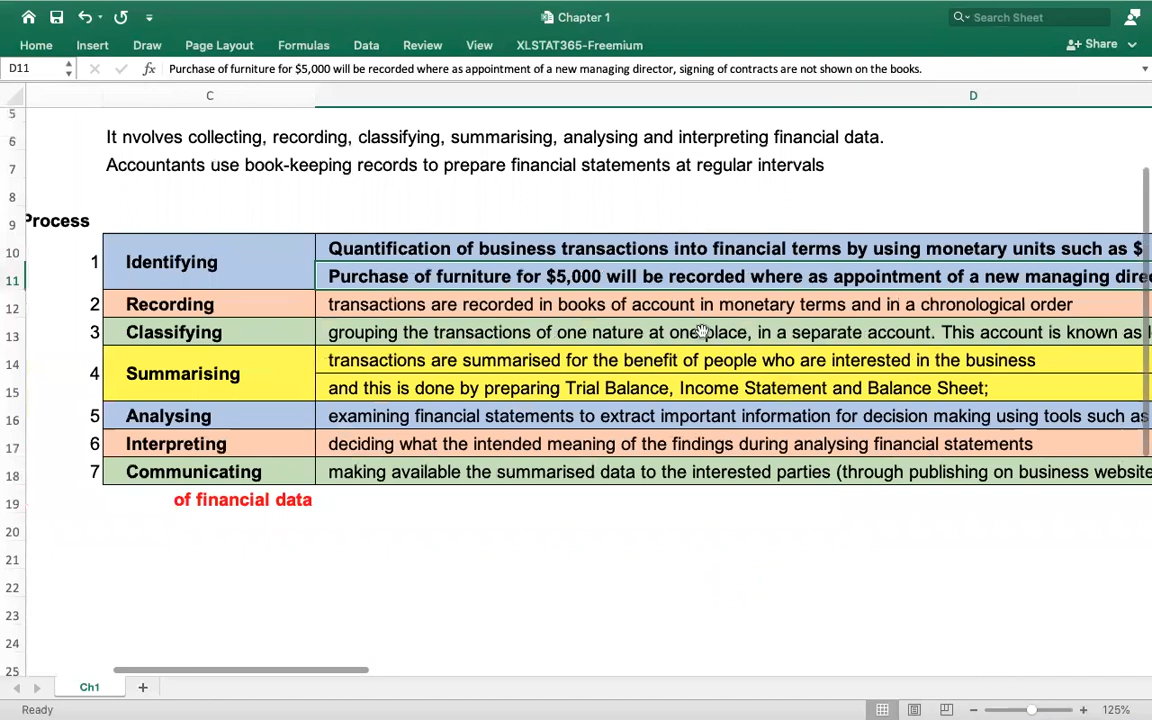 Chapter 1
Search Sheet
Home Insert Draw Page Layout Formulas Data Review View XLSTAT365-Freemium Share
D11 fx Purchase of furniture for $5,000 will be recorded where as appointment of a new managing director, signing of contracts are not shown on the books.
C D
5
6 It nvolves collecting, recording, classifying, summarising, analysing and interpreting financial data.
7 Accountants use book-keeping records to prepare financial statements at regular intervals
8
9 Process
10 Quantification of business transactions into financial terms by using monetary units such as $
1 Identifying
11 Purchase of furniture for $5,000 will be recorded where as appointment of a new managing dire
12 2 Recording transactions are recorded in books of account in monetary terms and in a chronological order
13 3 Classifying grouping the transactions of one nature at one place, in a separate account. This account is known as l
14 transactions are summarised for the benefit of people who are interested in the business
4 Summarising
15 and this is done by preparing Trial Balance, Income Statement and Balance Sheet;
16 5 Analysing examining financial statements to extract important information for decision making using tools such as
17 6 Interpreting deciding what the intended meaning of the findings during analysing financial statements
18 7 Communicating making available the summarised data to the interested parties (through publishing on business website
19 of financial data
20
21
22
23
24
25
Ch1
Ready 125%